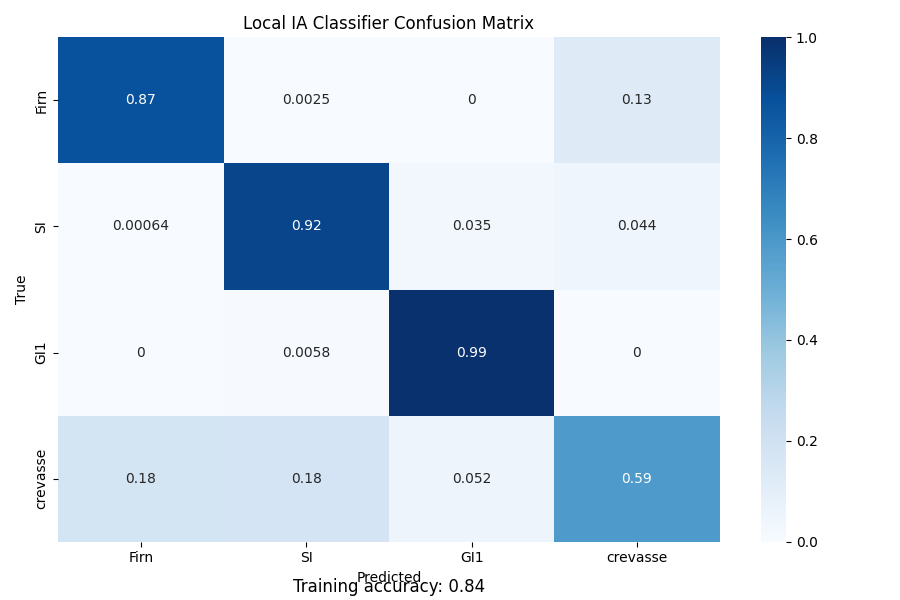 Local IA Classifier Confusion Matrix
1.0
Firn 0.87 0.0025 0 0.13
0.8
SI 0.00064 0.92 0.035 0.044
0.6
True
GI1 0 0.0058 0.99 0
0.4
0.2
crevasse 0.18 0.18 0.052 0.59
0.0
Firn SI GI1 crevasse
Predicted
Training accuracy: 0.84